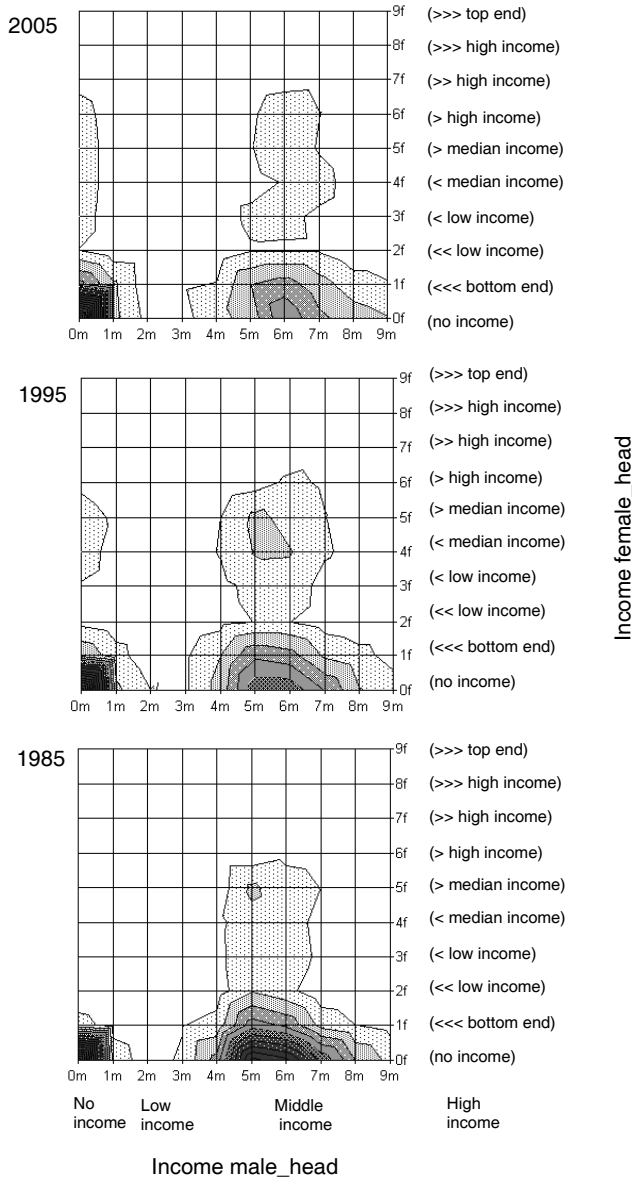 2005
9f (>>> top end)
8f (>>> high income)
7f (>> high income)
6f (> high income)
5f (> median income)
4f (< median income)
3f (< low income)
2f (<< low income)
1f (<<< bottom end)
0f (no income)
0m 1m 2m 3m 4m 5m 6m 7m 8m 9m
1995
9f (>>> top end)
8f (>>> high income)
7f (>> high income)
6f (> high income)
5f (> median income)
4f (< median income)
3f (< low income)
2f (<< low income)
1f (<<< bottom end)
0f (no income)
0m 1m 2m 3m 4m 5m 6m 7m 8m 9m
Income female_head
1985
9f (>>> top end)
8f (>>> high income)
7f (>> high income)
6f (> high income)
5f (> median income)
4f (< median income)
3f (< low income)
2f (<< low income)
1f (<<< bottom end)
0f (no income)
0m 1m 2m 3m 4m 5m 6m 7m 8m 9m
No income
Low income
Middle income
High income
Income male_head